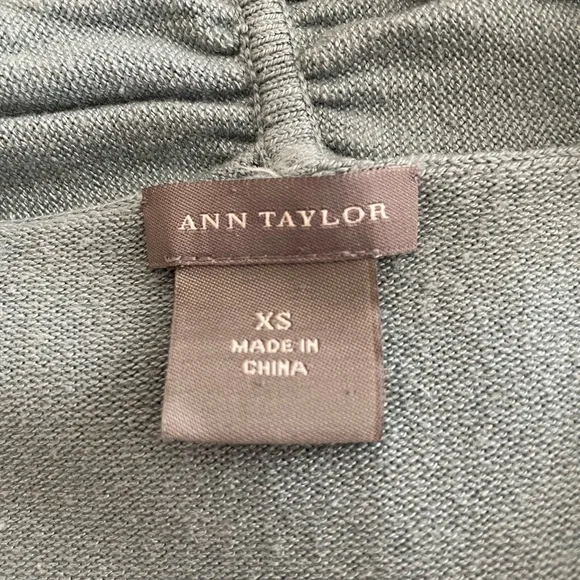 ANN TAYLOR
XS
MADE IN
CHINA